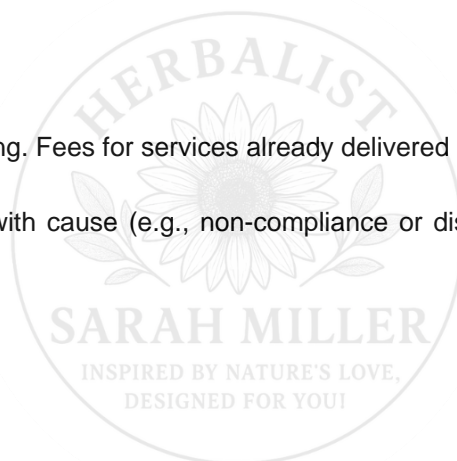 HERBALIST
ng. Fees for services already delivered
with cause (e.g., non-compliance or dis
SARAH MILLER
INSPIRED BY NATURE'S LOVE,
DESIGNED FOR YOU!